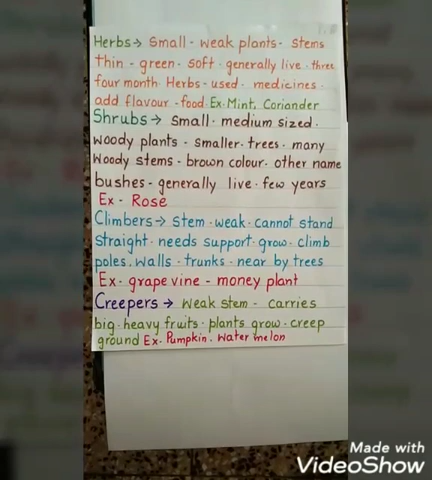 Herbs → Small - weak plants - stems
thin - green - soft - generally live - three
four month Herbs - used - medicines -
add flavour - food Ex. Mint, Coriander
Shrubs → Small - medium sized -
woody plants - smaller - trees - many
woody stems - brown colour - other name
bushes - generally live - few years
Ex - Rose
Climbers → Stem - weak - cannot stand
straight - needs support - grow - climb
poles - walls - trunks - near by trees
Ex - grape vine - money plant
Creepers → Weak stem - carries
big - heavy fruits - plants grow - creep
ground Ex. Pumpkin. Water melon
Made with
VideoShow